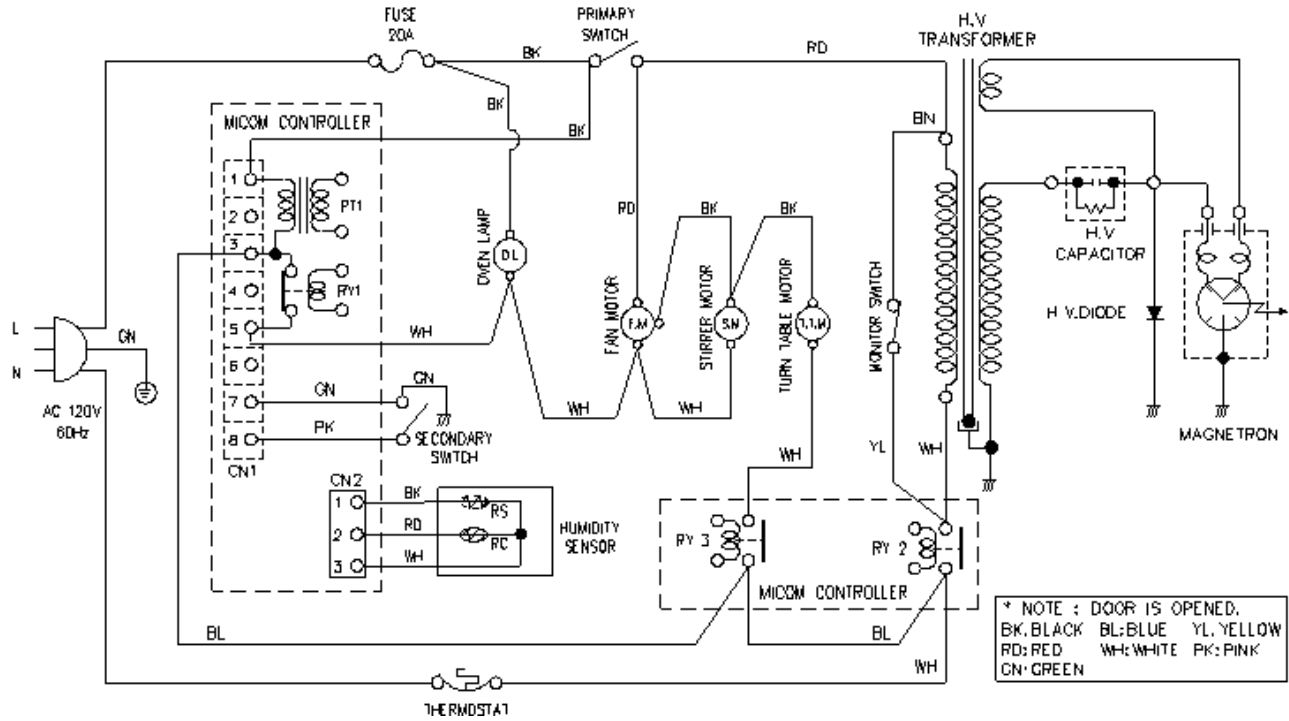 FUSE
20A
PRIMARY
SWITCH
H.V
TRANSFORMER
BK
RD
BK
BK
BN
MICOM CONTROLLER
1
2
3
4
5
6
7
8
CN1
PT1
RY1
OVEN LAMP
O.L
WH
RD
BK
BK
FAN MOTOR
F.M
STIRRER MOTOR
S.M
TURN TABLE MOTOR
T.T.M
MONITOR SWITCH
H.V
CAPACITOR
H.V.DIODE
MAGNETRON
L
N
GN
AC 120V
60Hz
WH
WH
GN
GN
PK
SECONDARY
SWITCH
WH
YL
WH
CN2
1
2
3
BK
RD
WH
RS
RC
HUMIDITY
SENSOR
RY 3
RY 2
MICOM CONTROLLER
BL
BL
WH
THERMOSTAT
* NOTE : DOOR IS OPENED.
BK.BLACK BL:BLUE YL.YELLOW
RD:RED WH:WHITE PK:PINK
GN·GREEN